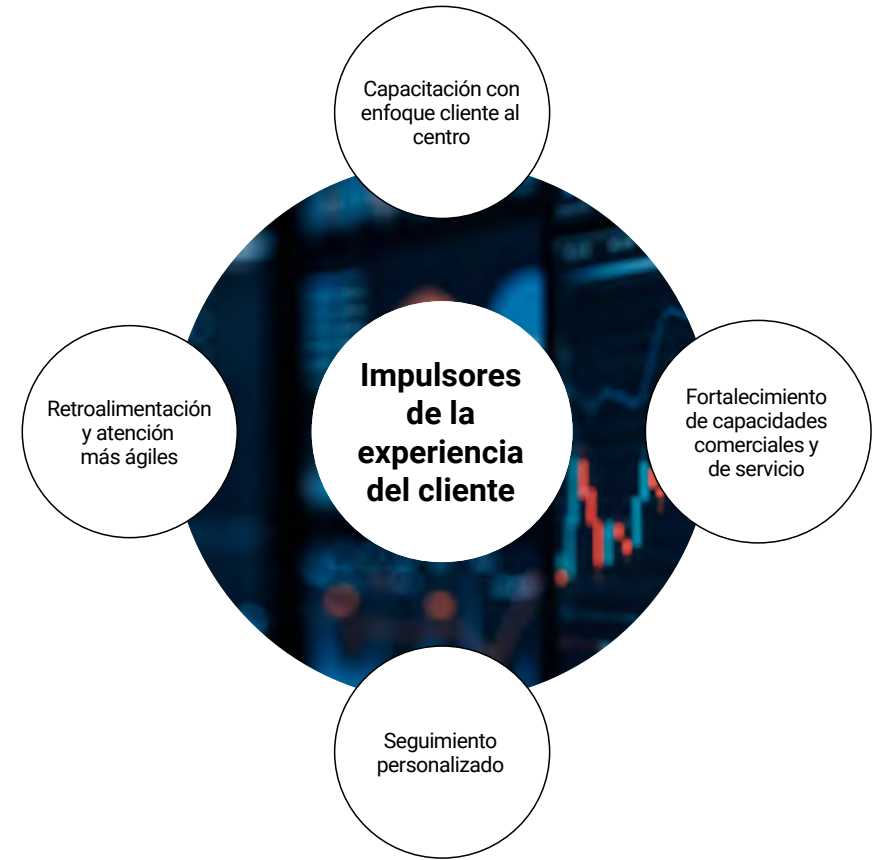 Capacitación con
enfoque cliente al
centro
Impulsores
de la
experiencia
del cliente
Retroalimentación
y atención
más ágiles
Fortalecimiento
de capacidades
comerciales y
de servicio
Seguimiento
personalizado